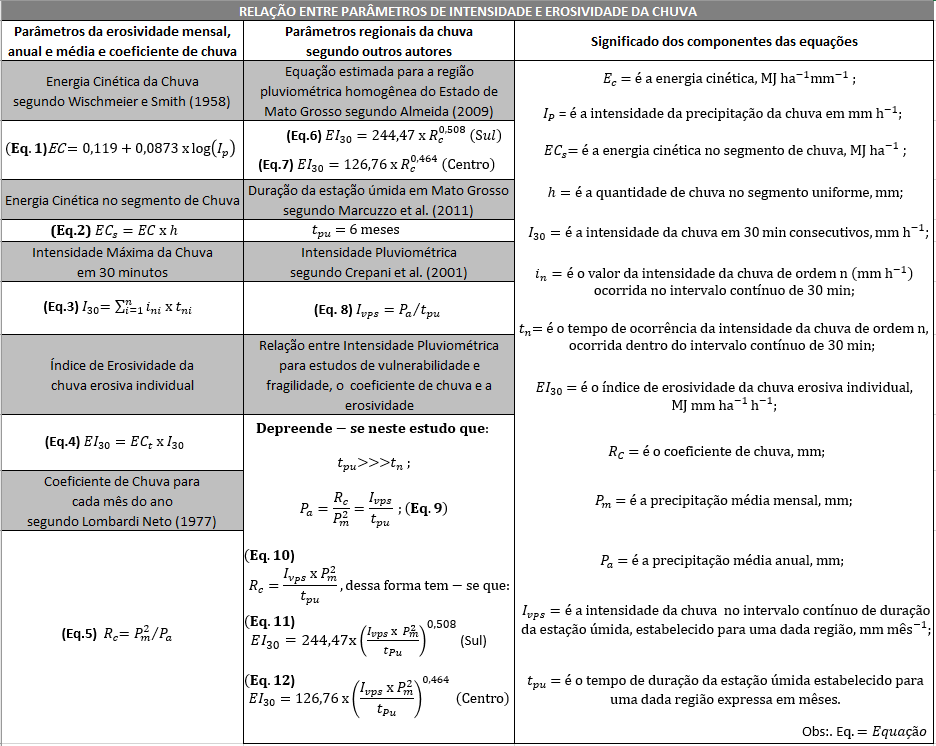 RELAÇÃO ENTRE PARÂMETROS DE INTENSIDADE E EROSIVIDADE DA CHUVA
Parâmetros da erosividade mensal,
anual e média e coeficiente de chuva
Energia Cinética da Chuva
segundo Wischmeier e Smith (1958)
(Eq. 1)EC= 0,119 + 0,0873 x log(I_p)
Energia Cinética no segmento de Chuva
(Eq.2) EC_s = EC x h
Intensidade Máxima da Chuva
em 30 minutos
(Eq.3) I_30= ∑_{i=1}^{n} i_ni x t_ni
Índice de Erosividade da
chuva erosiva individual
(Eq.4) EI_30 = EC_t x I_30
Coeficiente de Chuva para
cada mês do ano
segundo Lombardi Neto (1977)
(Eq.5) R_c= P_m^2/P_a
Parâmetros regionais da chuva
segundo outros autores
Equação estimada para a região
pluviométrica homogênea do Estado de
Mato Grosso segundo Almeida (2009)
(Eq.6) EI_30 = 244,47 x R_c^{0,508} (Sul)
(Eq.7) EI_30 = 126,76 x R_c^{0,464} (Centro)
Duração da estação úmida em Mato Grosso
segundo Marcuzzo et al. (2011)
t_pu = 6 meses
Intensidade Pluviométrica
segundo Crepani et al. (2001)
(Eq. 8) I_vps = P_a/t_pu
Relação entre Intensidade Pluviométrica
para estudos de vulnerabilidade e
fragilidade, o coeficiente de chuva e a
erosividade
Depreende − se neste estudo que:
t_pu>>>t_n ;
P_a = R_c/P_m^2 = I_vps/t_pu ; (Eq. 9)
(Eq. 10)
R_c = (I_vps x P_m^2)/t_pu , dessa forma tem − se que:
(Eq. 11)
EI_30 = 244,47x((I_vps x P_m^2)/t_Pu)^{0,508} (Sul)
(Eq. 12)
EI_30 = 126,76 x((I_vps x P_m^2)/t_Pu)^{0,464} (Centro)
Significado dos componentes das equações
E_c = é a energia cinética, MJ ha^{−1}mm^{−1} ;
I_P = é a intensidade da precipitação da chuva em mm h^{−1};
EC_s= é a energia cinética no segmento de chuva, MJ ha^{−1} ;
h = é a quantidade de chuva no segmento uniforme, mm;
I_30 = é a intensidade da chuva em 30 min consecutivos, mm h^{−1};
i_n = é o valor da intensidade da chuva de ordem n (mm h^{−1})
ocorrida no intervalo contínuo de 30 min;
t_n= é o tempo de ocorrência da intensidade da chuva de ordem n,
ocorrida dentro do intervalo contínuo de 30 min;
EI_30 = é o índice de erosividade da chuva erosiva individual,
MJ mm ha^{−1} h^{−1};
R_C = é o coeficiente de chuva, mm;
P_m = é a precipitação média mensal, mm;
P_a = é a precipitação média anual, mm;
I_vps = é a intensidade da chuva no intervalo contínuo de duração
da estação úmida, estabelecido para uma dada região, mm mês^{−1};
t_pu = é o tempo de duração da estação úmida estabelecido para
uma dada região expressa em mêses.
Obs:. Eq. = Equação